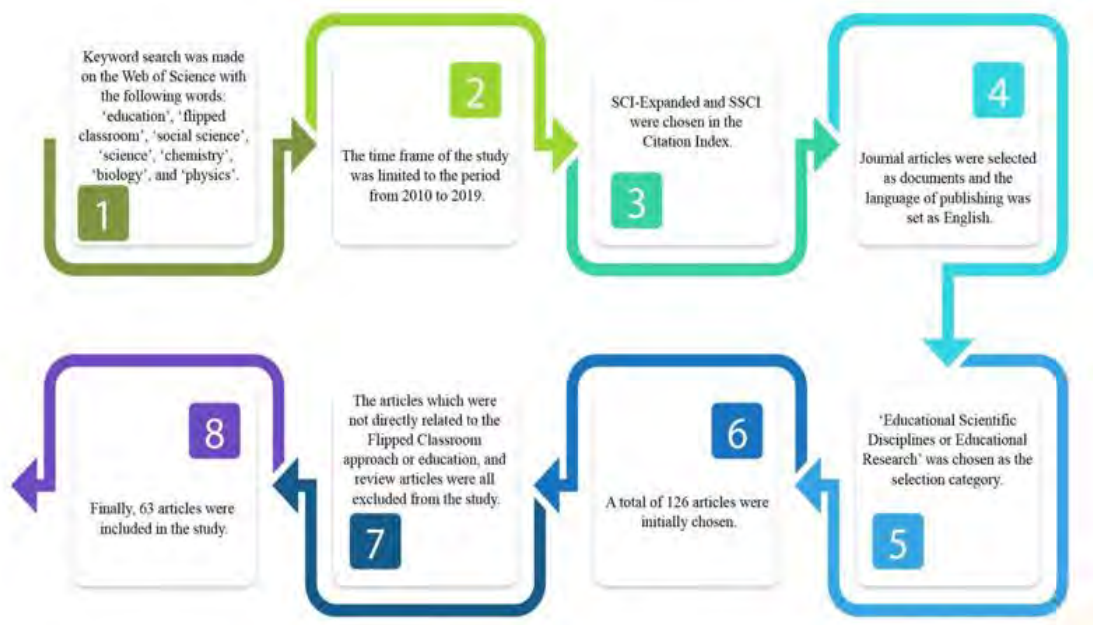 Keyword search was made
on the Web of Science with
the following words:
‘education’, ‘flipped
classroom’, ‘social science’,
‘science’, ‘chemistry’,
‘biology’, and ‘physics’.
1
2
The time frame of the study
was limited to the period
from 2010 to 2019.
SCI-Expanded and SSCI
were chosen in the
Citation Index.
3
4
Journal articles were selected
as documents and the
language of publishing was
set as English.
‘Educational Scientific
Disciplines or Educational
Research’ was chosen as the
selection category.
5
6
A total of 126 articles were
initially chosen.
The articles which were
not directly related to the
Flipped Classroom
approach or education, and
review articles were all
excluded from the study.
7
8
Finally, 63 articles were
included in the study.